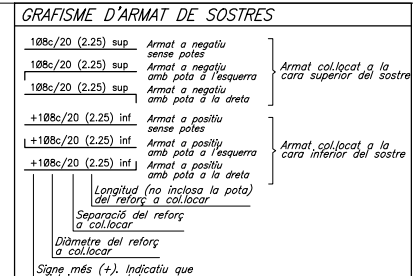 GRAFISME D'ARMAT DE SOSTRES
1Ø8c/20 (2.25) sup
Armat a negatiu
sense potes
1Ø8c/20 (2.25) sup
Armat a negatiu
amb pota a l'esquerra
1Ø8c/20 (2.25) sup
Armat a negatiu
amb pota a la dreta
Armat col.locat a la
cara superior del sostre
+1Ø8c/20 (2.25) inf
Armat a positiu
sense potes
+1Ø8c/20 (2.25) inf
Armat a positiu
amb pota a l'esquerra
+1Ø8c/20 (2.25) inf
Armat a positiu
amb pota a la dreta
Armat col.locat a la
cara inferior del sostre
Longitud (no inclosa la pota)
del reforç a col.locar
Separació del reforç
a col.locar
Diàmetre del reforç
a col.locar
Signe més (+). Indicatiu que